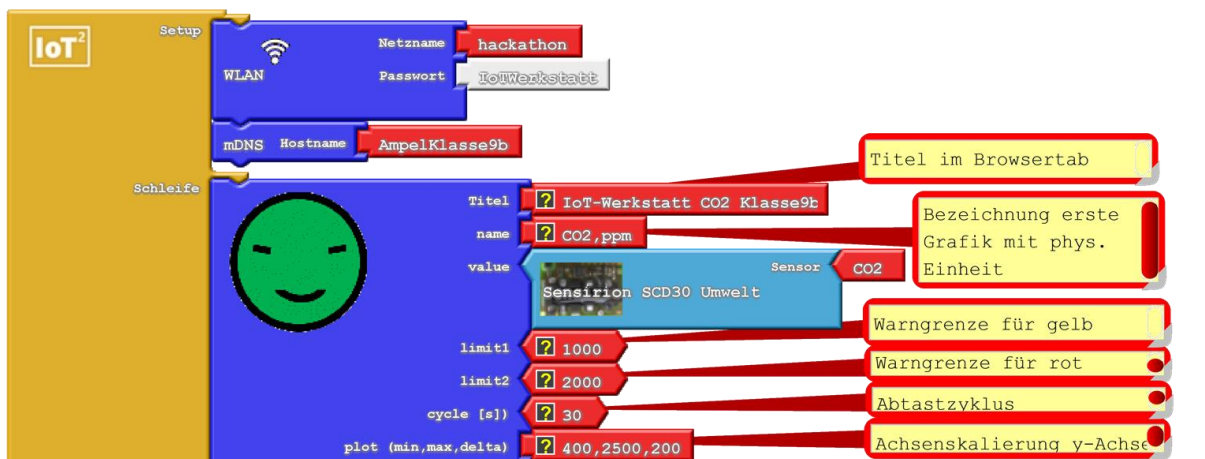 IoT²
Setup
WLAN
Netzname hackathon
Passwort IoTWerkstatt
mDNS Hostname AmpelKlasse9b
Schleife
Titel IoT-Werkstatt CO2 Klasse9b
Titel im Browsertab
name CO2,ppm
Bezeichnung erste
Grafik mit phys.
Einheit
value Sensirion SCD30 Umwelt Sensor CO2
limit1 1000
Warngrenze für gelb
limit2 2000
Warngrenze für rot
cycle [s]) 30
Abtastzyklus
plot (min,max,delta) 400,2500,200
Achsenskalierung y-Achse